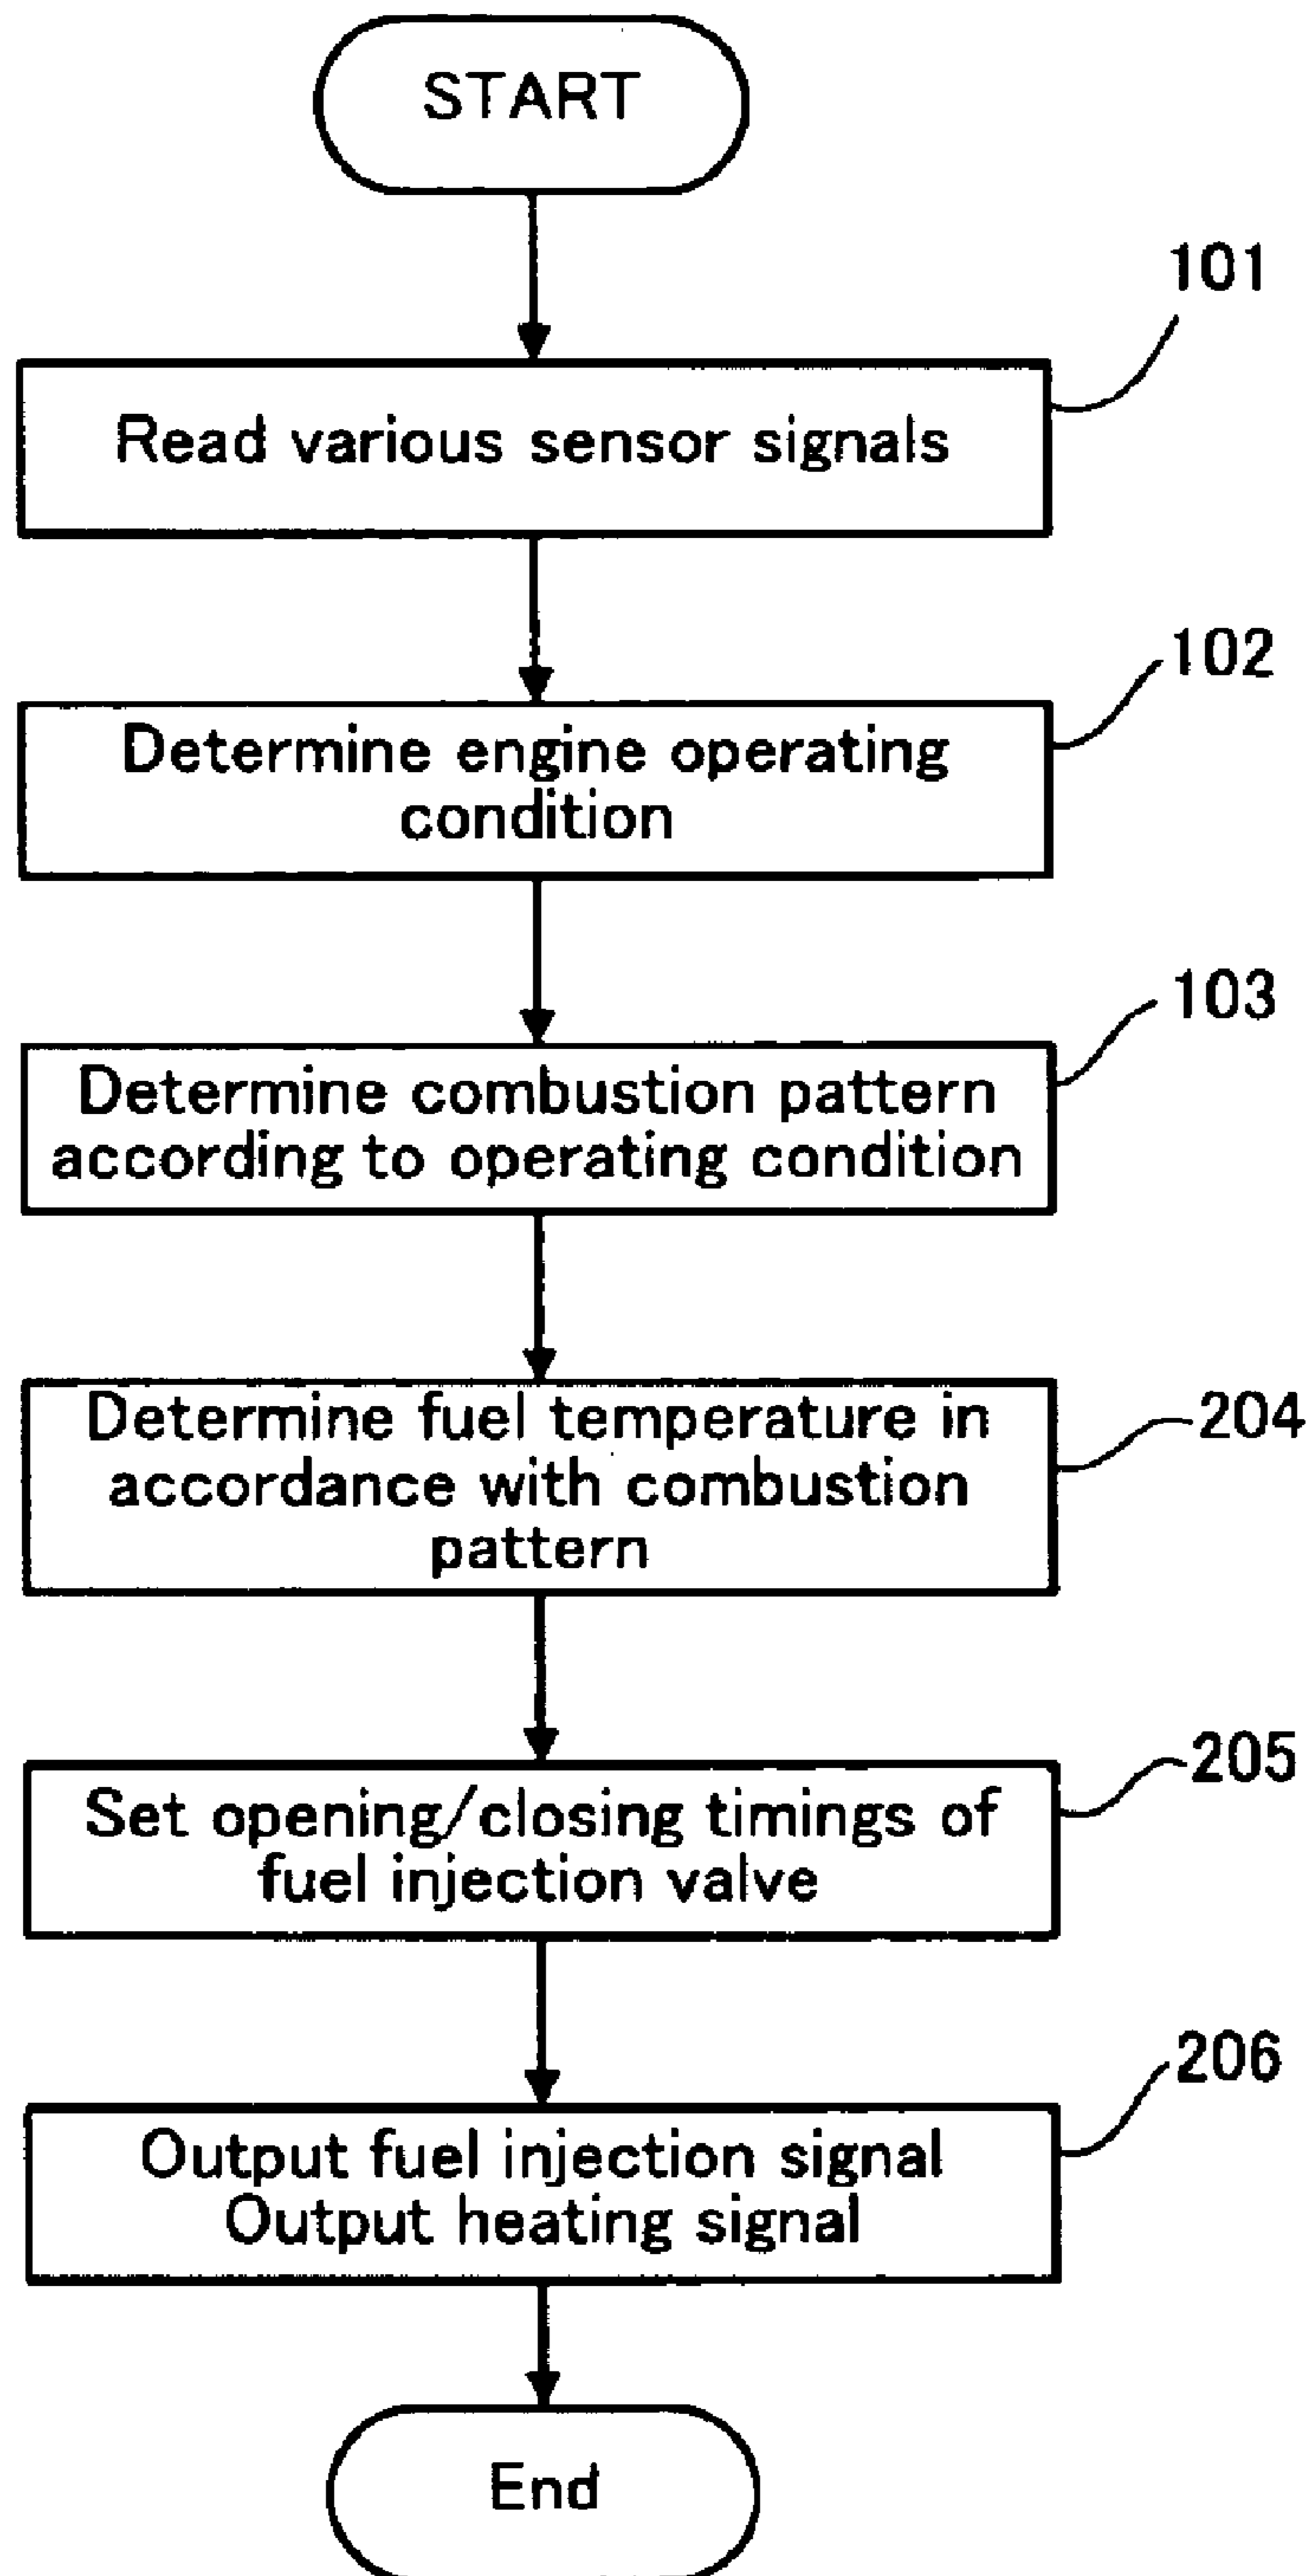 START
101
Read various sensor signals
102
Determine engine operating
condition
103
Determine combustion pattern
according to operating condition
204
Determine fuel temperature in
accordance with combustion
pattern
205
Set opening/closing timings of
fuel injection valve
206
Output fuel injection signal
Output heating signal
End